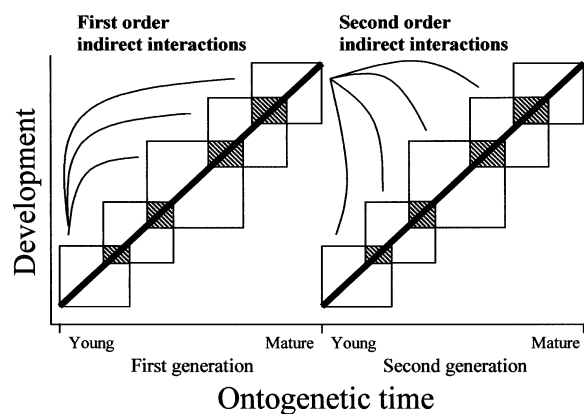 First order
indirect interactions
Second order
indirect interactions
Development
Young
Mature
Young
Mature
First generation
Second generation
Ontogenetic time